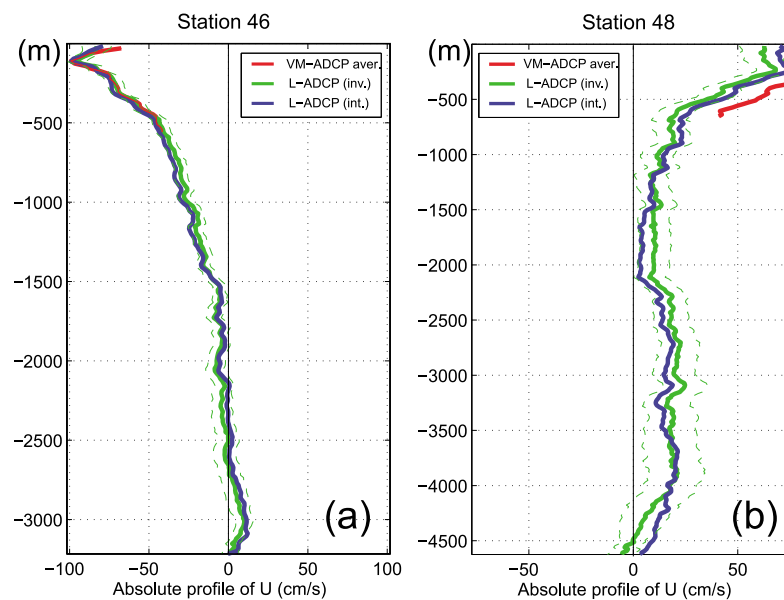 Station 46
(m)
VM−ADCP aver.
L−ADCP (inv.)
L−ADCP (int.)
−500
−1000
−1500
−2000
−2500
−3000
(a)
−100
−50
0
50
100
Absolute profile of U (cm/s)
Station 48
(m)
VM−ADCP aver.
L−ADCP (inv.)
L−ADCP (int.)
−500
−1000
−1500
−2000
−2500
−3000
−3500
−4000
−4500
(b)
−50
0
50
Absolute profile of U (cm/s)